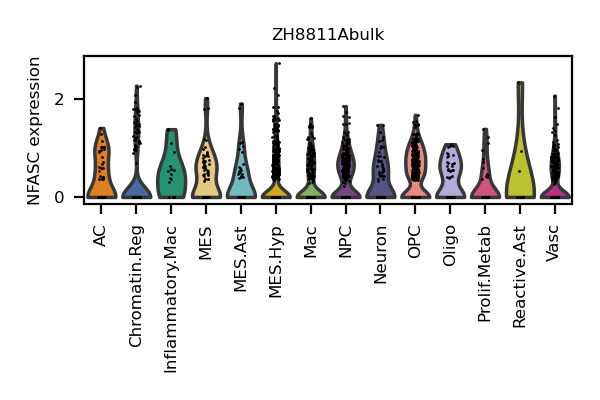 ZH8811Abulk
NFASC expression
2
0
AC
Chromatin.Reg
Inflammatory.Mac
MES
MES.Ast
MES.Hyp
Mac
NPC
Neuron
OPC
Oligo
Prolif.Metab
Reactive.Ast
Vasc